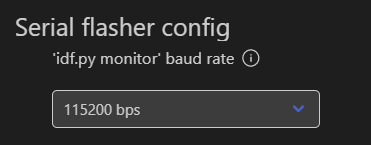 Serial flasher config
'idf.py monitor' baud rate
115200 bps